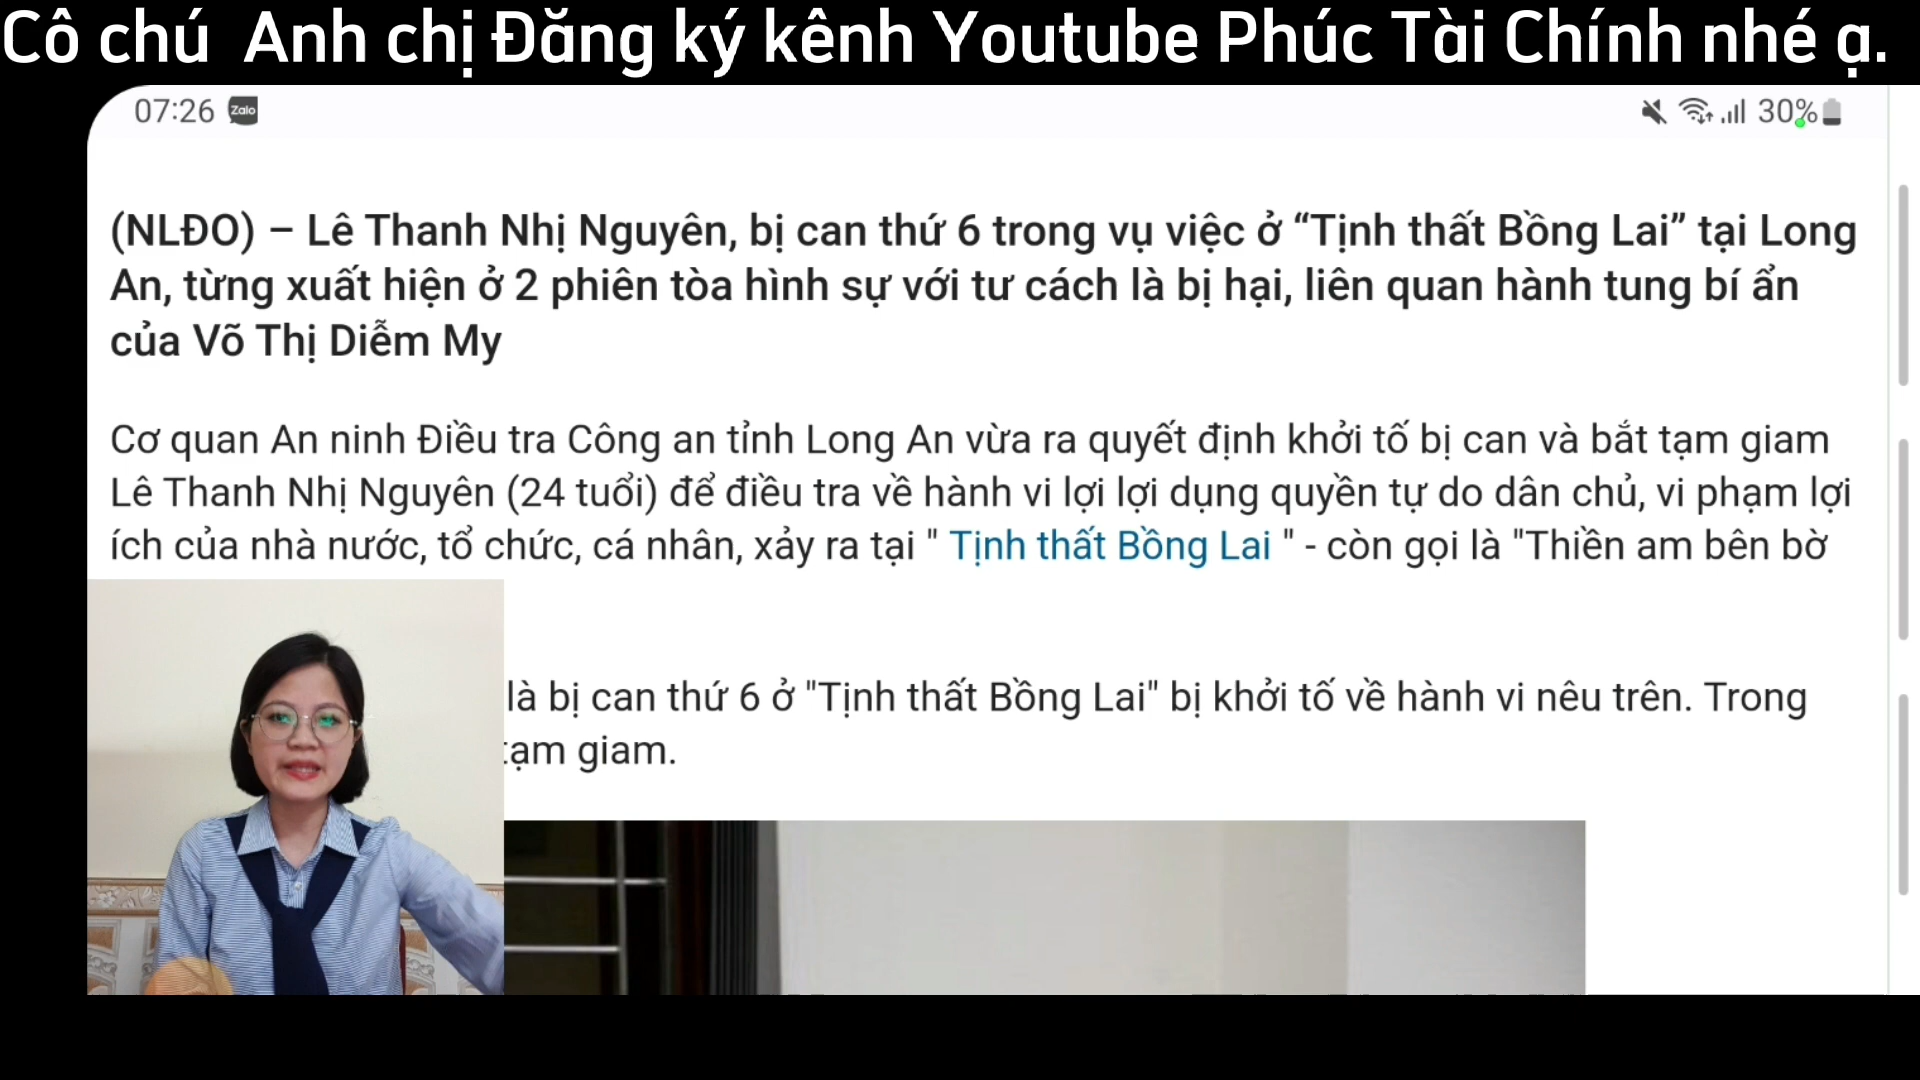 Cô chú Anh chị Đăng ký kênh Youtube Phúc Tài Chính nhé ạ.
07:26 Zalo 30%
(NLĐO) – Lê Thanh Nhị Nguyên, bị can thứ 6 trong vụ việc ở “Tịnh thất Bồng Lai” tại Long
An, từng xuất hiện ở 2 phiên tòa hình sự với tư cách là bị hại, liên quan hành tung bí ẩn
của Võ Thị Diễm My
Cơ quan An ninh Điều tra Công an tỉnh Long An vừa ra quyết định khởi tố bị can và bắt tạm giam
Lê Thanh Nhị Nguyên (24 tuổi) để điều tra về hành vi lợi lợi dụng quyền tự do dân chủ, vi phạm lợi
ích của nhà nước, tổ chức, cá nhân, xảy ra tại " Tịnh thất Bồng Lai " - còn gọi là "Thiền am bên bờ
là bị can thứ 6 ở "Tịnh thất Bồng Lai" bị khởi tố về hành vi nêu trên. Trong
tạm giam.